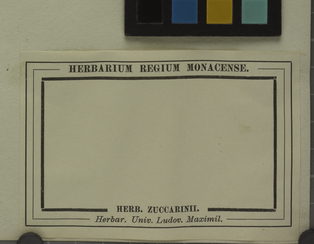 HERBARIUM REGIUM MONACENSE.
HERB. ZUCCARINII.
Herbar. Univ. Ludov. Maximil.